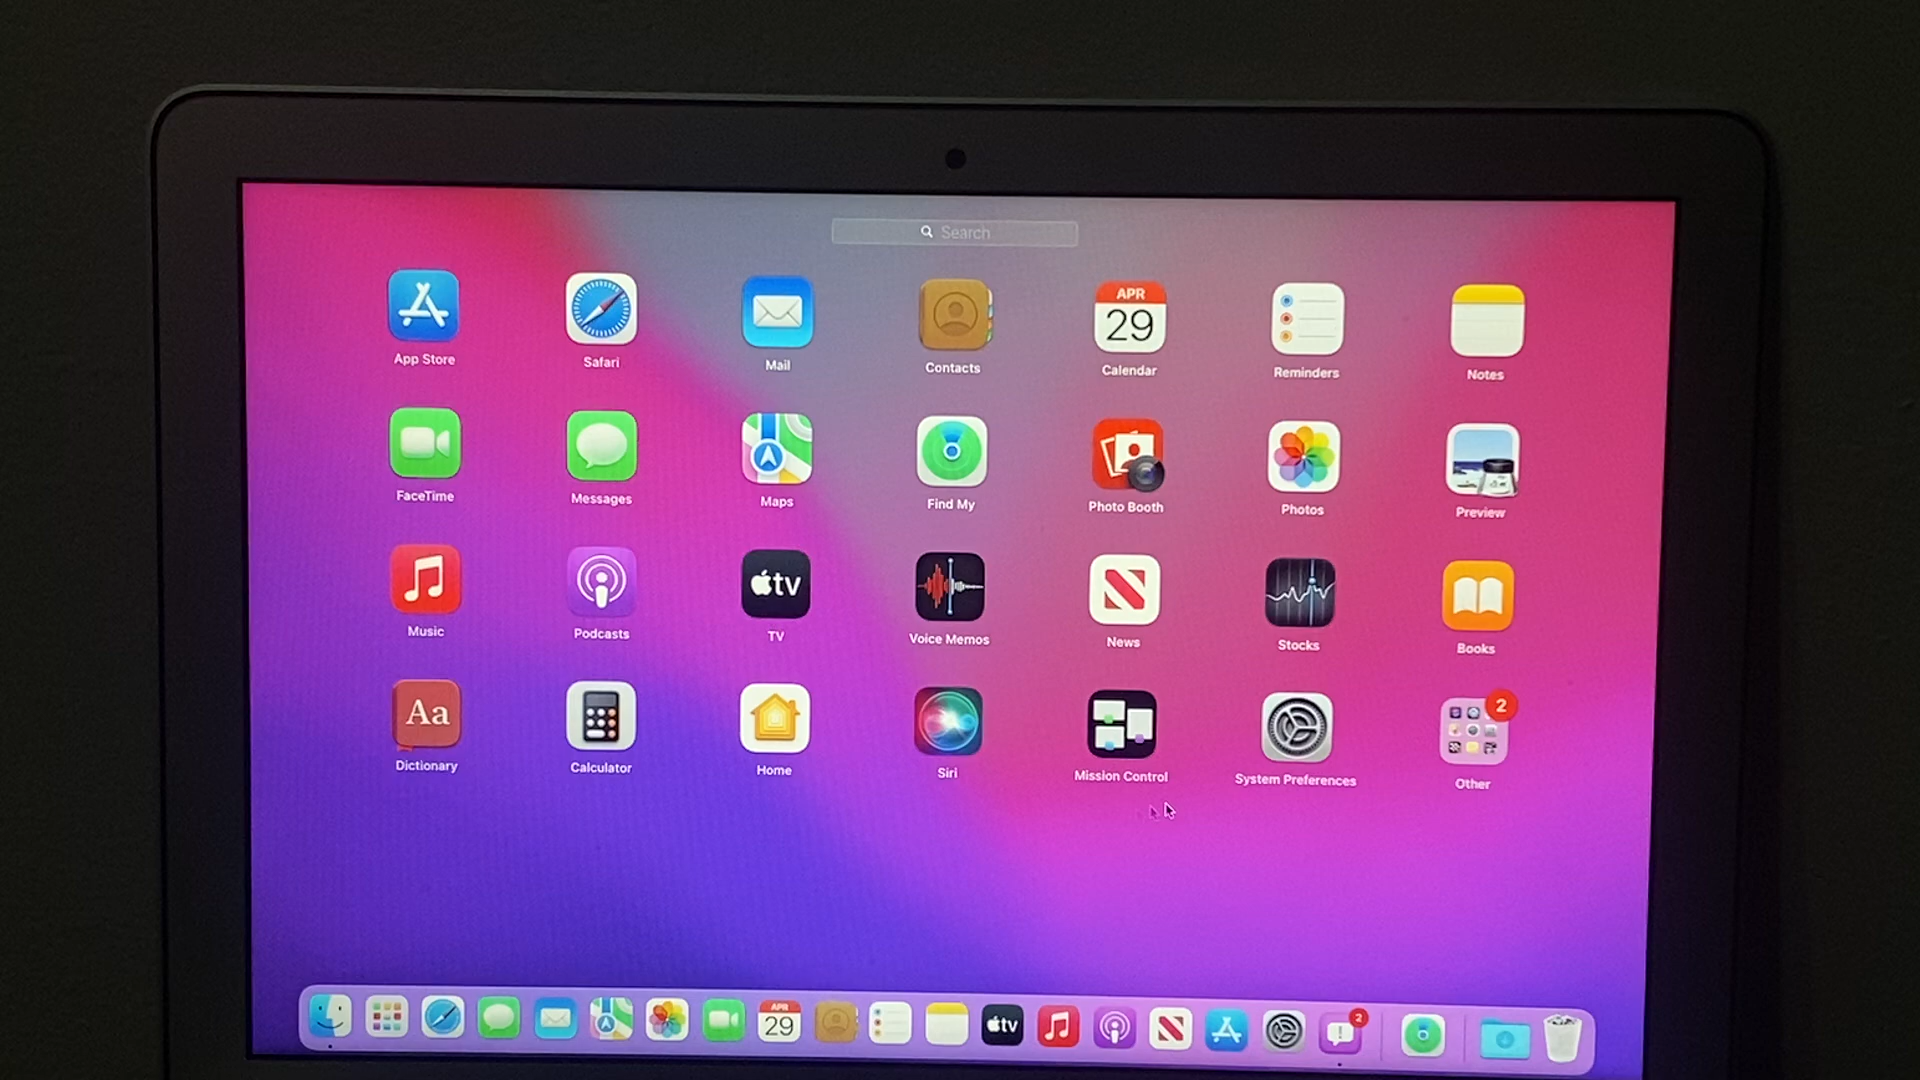 Search
App Store
Safari
Mail
Contacts
APR
29
Calendar
Reminders
Notes
FaceTime
Messages
Maps
Find My
Photo Booth
Photos
Preview
Music
Podcasts
tv
TV
Voice Memos
News
Stocks
Books
Aa
Dictionary
Calculator
Home
Siri
Mission Control
System Preferences
2
Other
APR
29
tv
2